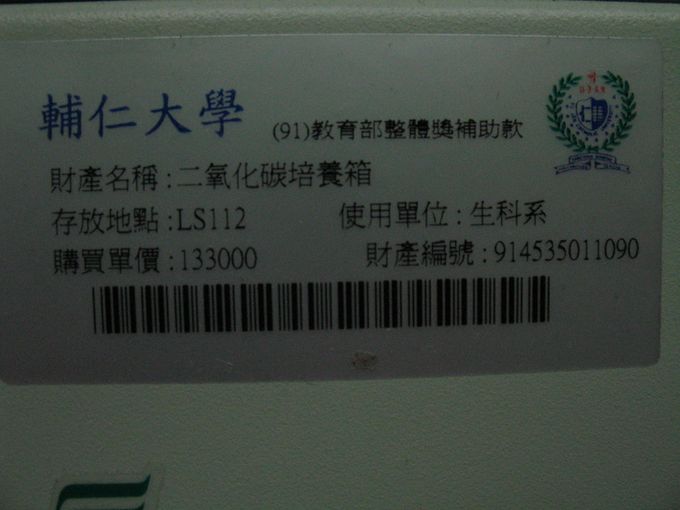 輔仁大學 (91)教育部整體獎補助款
財產名稱:二氧化碳培養箱
存放地點:LS112 使用單位:生科系
購買單價:133000 財產編號:914535011090